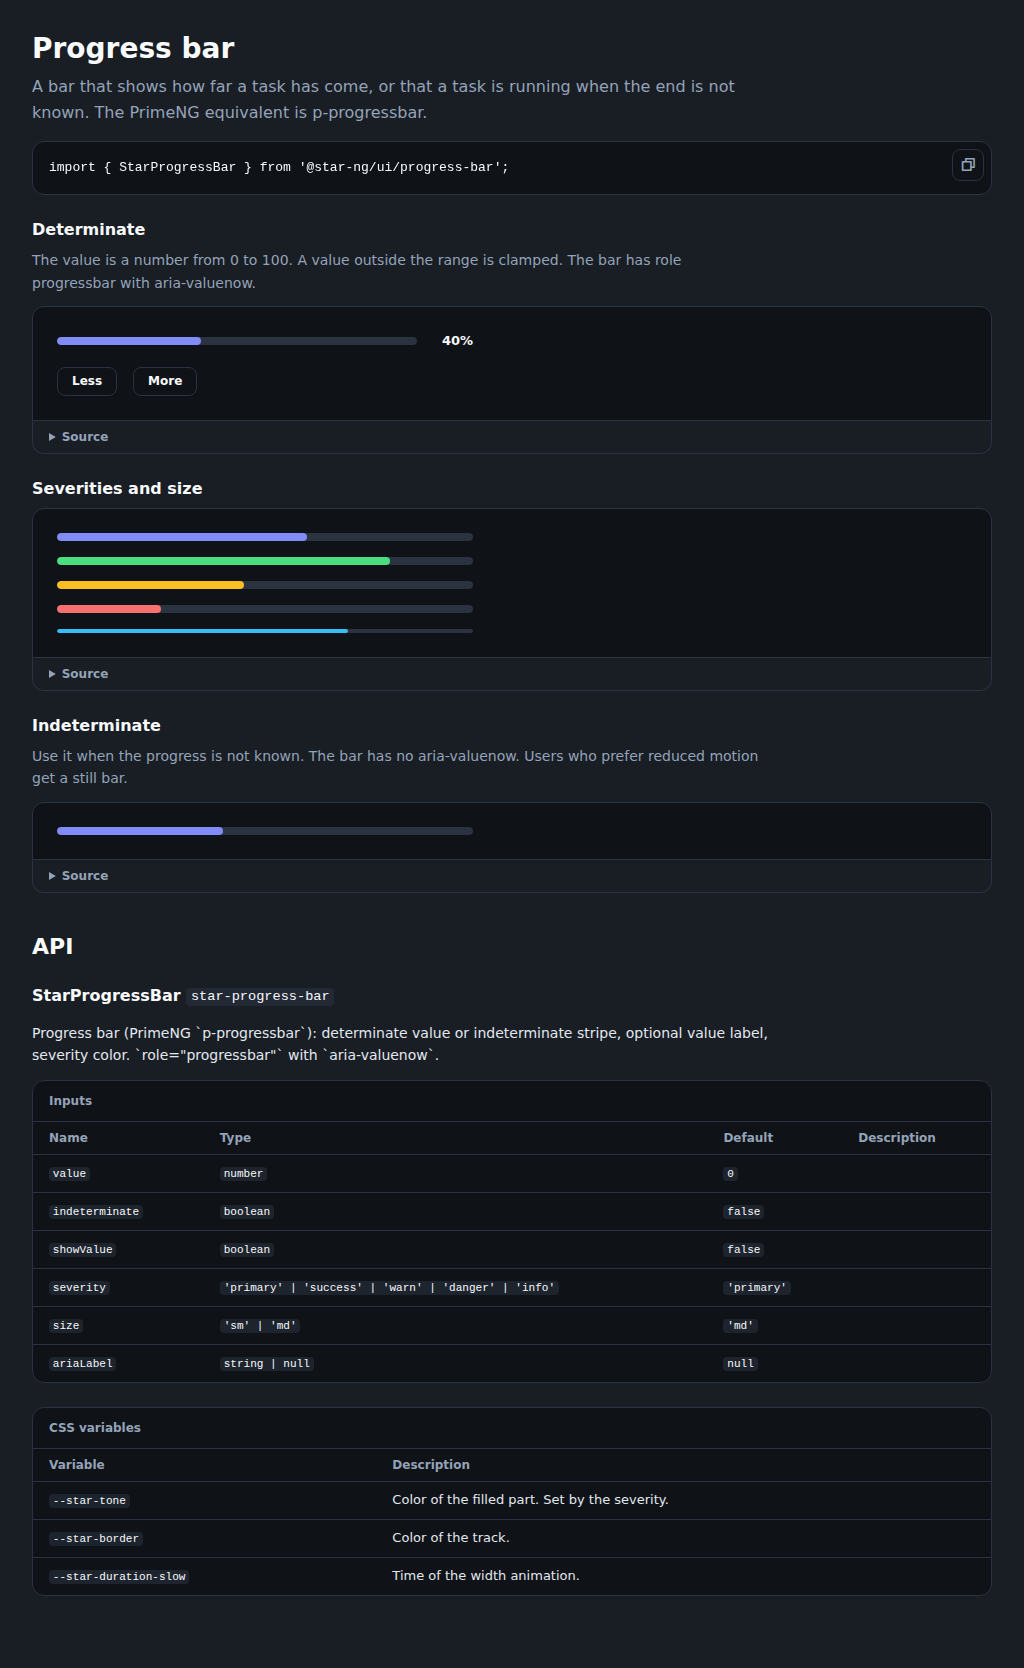 Progress bar
A bar that shows how far a task has come, or that a task is running when the end is not
known. The PrimeNG equivalent is p-progressbar.
import { StarProgressBar } from '@star-ng/ui/progress-bar';
Determinate
The value is a number from 0 to 100. A value outside the range is clamped. The bar has role
progressbar with aria-valuenow.
40%
Less More
Source
Severities and size
Source
Indeterminate
Use it when the progress is not known. The bar has no aria-valuenow. Users who prefer reduced motion
get a still bar.
Source
API
StarProgressBar star-progress-bar
Progress bar (PrimeNG `p-progressbar`): determinate value or indeterminate stripe, optional value label,
severity color. `role="progressbar"` with `aria-valuenow`.
Inputs
Name Type Default Description
value number 0
indeterminate boolean false
showValue boolean false
severity 'primary' | 'success' | 'warn' | 'danger' | 'info' 'primary'
size 'sm' | 'md' 'md'
ariaLabel string | null null
CSS variables
Variable Description
--star-tone Color of the filled part. Set by the severity.
--star-border Color of the track.
--star-duration-slow Time of the width animation.